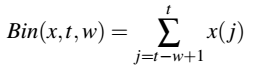 Bin(x,t,w) = \sum_{j=t-w+1}^{t} x(j)